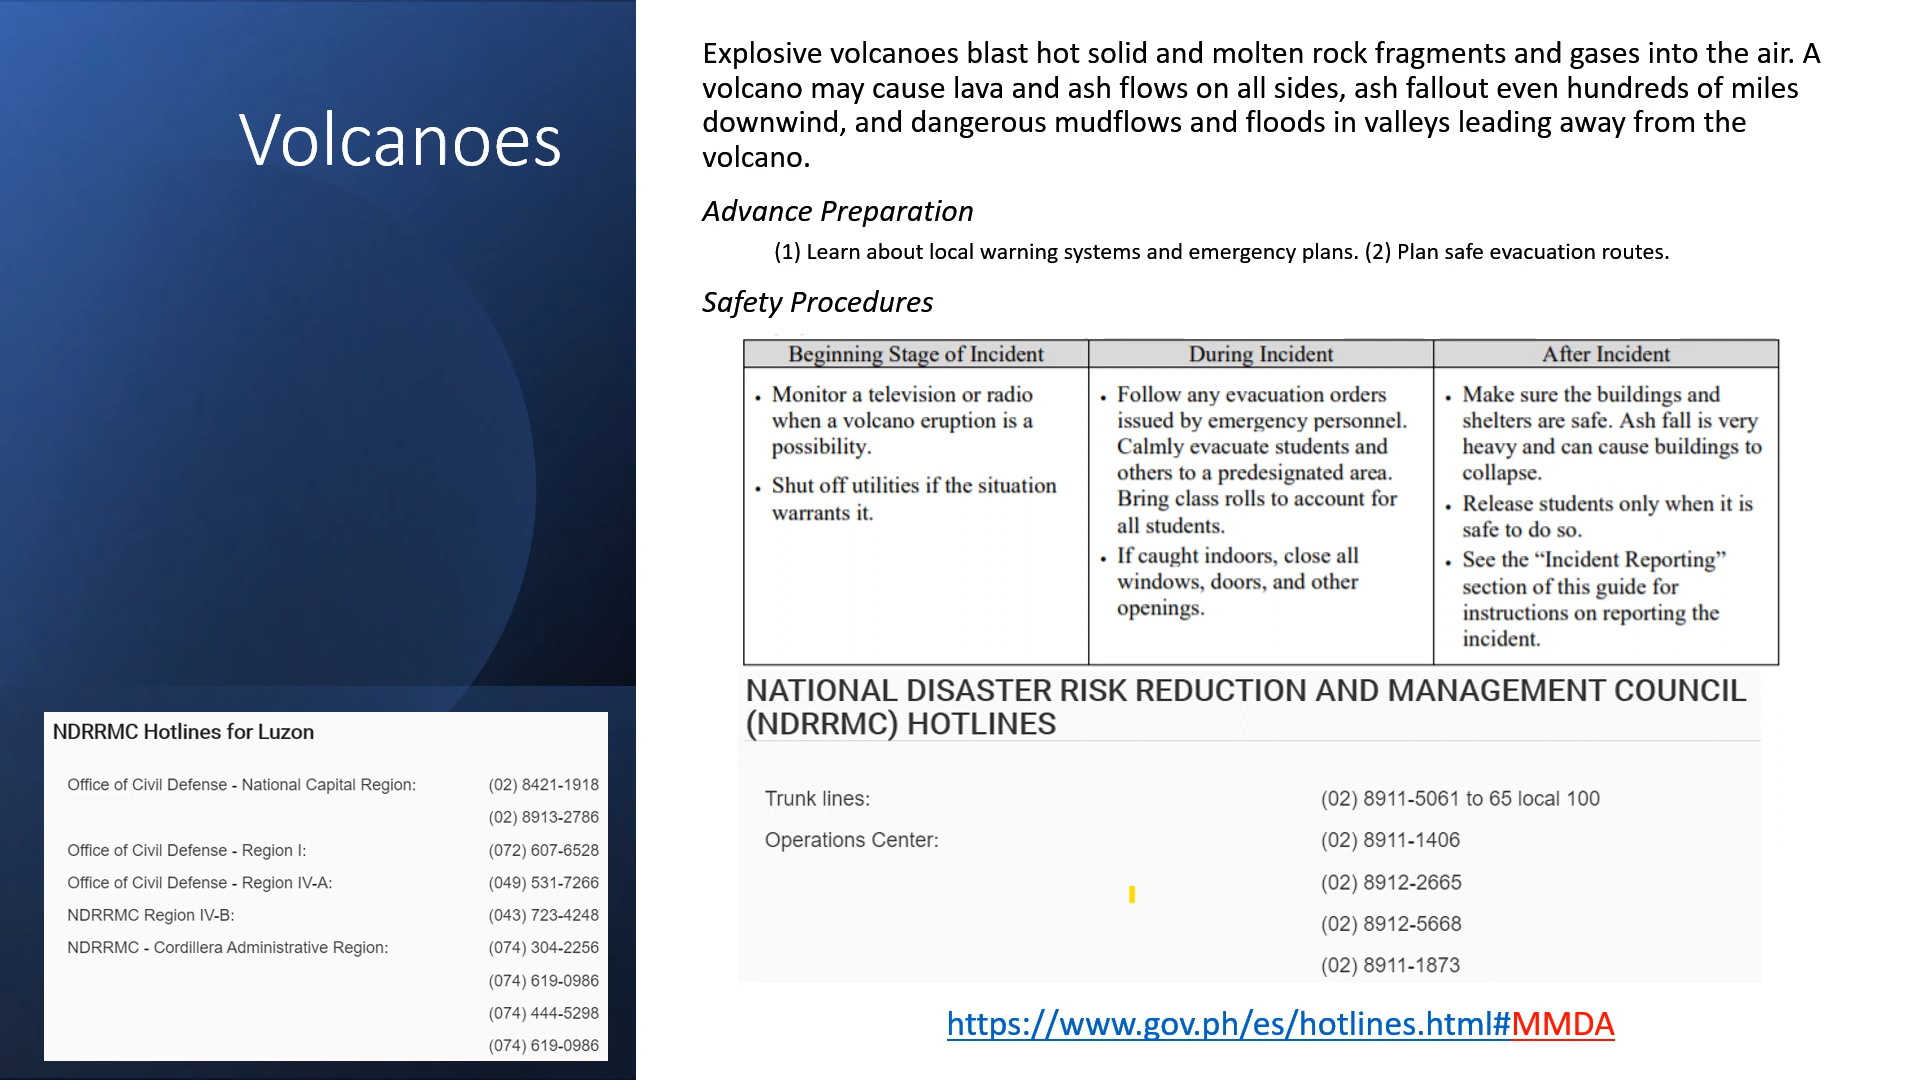 Volcanoes
Explosive volcanoes blast hot solid and molten rock fragments and gases into the air. A
volcano may cause lava and ash flows on all sides, ash fallout even hundreds of miles
downwind, and dangerous mudflows and floods in valleys leading away from the
volcano.
Advance Preparation
(1) Learn about local warning systems and emergency plans. (2) Plan safe evacuation routes.
Safety Procedures
Beginning Stage of Incident
• Monitor a television or radio
when a volcano eruption is a
possibility.
• Shut off utilities if the situation
warrants it.
During Incident
• Follow any evacuation orders
issued by emergency personnel.
Calmly evacuate students and
others to a predesignated area.
Bring class rolls to account for
all students.
• If caught indoors, close all
windows, doors, and other
openings.
After Incident
• Make sure the buildings and
shelters are safe. Ash fall is very
heavy and can cause buildings to
collapse.
• Release students only when it is
safe to do so.
• See the “Incident Reporting”
section of this guide for
instructions on reporting the
incident.
NATIONAL DISASTER RISK REDUCTION AND MANAGEMENT COUNCIL
(NDRRMC) HOTLINES
Trunk lines: (02) 8911-5061 to 65 local 100
Operations Center: (02) 8911-1406
(02) 8912-2665
(02) 8912-5668
(02) 8911-1873
https://www.gov.ph/es/hotlines.html#MMDA
NDRRMC Hotlines for Luzon
Office of Civil Defense - National Capital Region: (02) 8421-1918
(02) 8913-2786
Office of Civil Defense - Region I: (072) 607-6528
Office of Civil Defense - Region IV-A: (049) 531-7266
NDRRMC Region IV-B: (043) 723-4248
NDRRMC - Cordillera Administrative Region: (074) 304-2256
(074) 619-0986
(074) 444-5298
(074) 619-0986